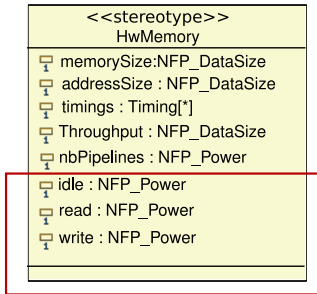 <<stereotype>>
HwMemory
memorySize:NFP_DataSize
addressSize : NFP_DataSize
timings : Timing[*]
Throughput : NFP_DataSize
nbPipelines : NFP_Power
idle : NFP_Power
read : NFP_Power
write : NFP_Power